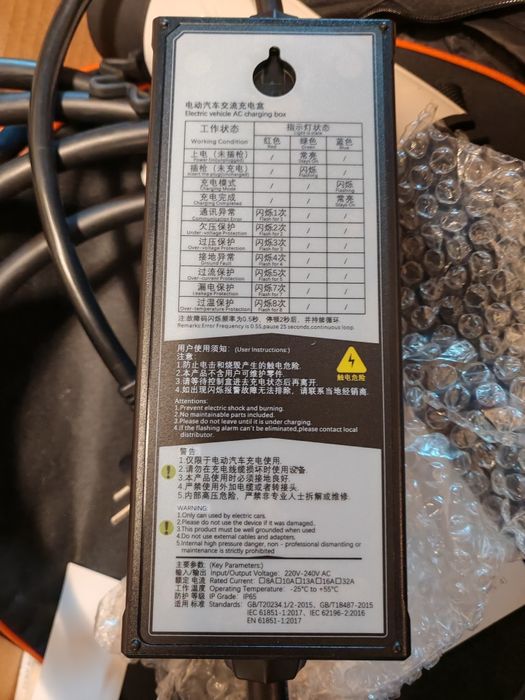 电动汽车交流充电盒
Electric vehicle AC charging box
工作状态 指示灯状态
Working Condition Light is state
红色 绿色 蓝色
Red Green Blue
上电（未插枪） / 常亮 /
Power (unplugged) Stays On
插枪（未充电） / 闪烁 /
Flashing
充电模式 / / 闪烁
Charging Mode Flashing
充电完成 / / 常亮
Charging Completed Stays On
通讯异常 闪烁1次 / /
Communication Error Flash for 1
欠压保护 闪烁2次 / /
Under-voltage Protection Flash for 2
过压保护 闪烁3次 / /
Over-voltage Protection Flash for 3
接地异常 闪烁4次 / /
Ground Fault Flash for 4
过流保护 闪烁5次 / /
Over-current Protection Flash for 5
漏电保护 闪烁7次 / /
Leakage Protection Flash for 7
过温保护 闪烁8次 / /
Over-temperature Protection Flash for 8
注:故障码闪烁频率为0.5秒，停顿2秒后，并持续循环
Remarks:Error Frequency is 0.5S,pause 25 seconds,continuous loop.
用户使用须知: (User Instructions:)
注意
1.防止电击和烧毁产生的触电危险.
2.本产品不含用户可维护零件.
3.请等待控制盒进去充电状态后再离开.
4.如出现闪烁报警故障无法排除，请联系当地经销商.
触电危险
Attentions:
1.Prevent electric shock and burning.
2.No maintainable parts included.
3.Please do not leave until it is under charging.
4.If the flashing alarm can't be eliminated,please contact local
distributor.
警告
1.仅限于电动汽车充电使用.
2.请勿在充电线缆损坏时使用设备.
3.本产品使用时必须接地良好.
4.严禁使用外加电缆或者转接头.
5.内部高压危险，严禁非专业人士拆解或维修.
WARNING:
1.Only can be used by electric cars.
2.Please do not use the device if it was damaged.
3.This product must be well grounded when used.
4.Do not use external cables and adapters.
5.Internal high pressure danger, non - professional dismantling or
maintenance is strictly prohibited
主要参数: (Key Parameters:)
输入/输出 Input/Output Voltage: 220V-240V AC
额定 电流 Rated Current: □8A□10A□13A□16A□32A
工作 温度 Operating Temperature: -25°C to +55°C
防护 等级 IP Grade: IP65
适用 标准 Standards: GB/T20234.1/2-2015、GB/T18487-2015
IEC 61851-1:2017、IEC 62196-2:2016
EN 61851-1:2017